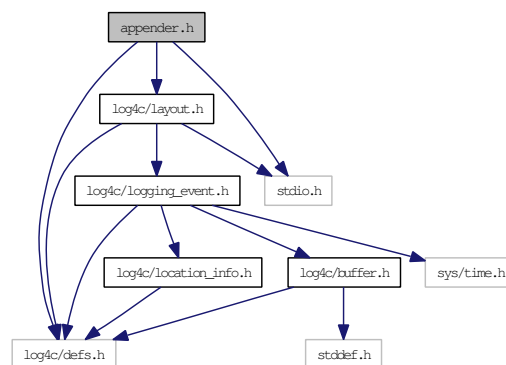 appender.h
log4c/layout.h
log4c/logging_event.h
stdio.h
log4c/location_info.h
log4c/buffer.h
sys/time.h
log4c/defs.h
stddef.h